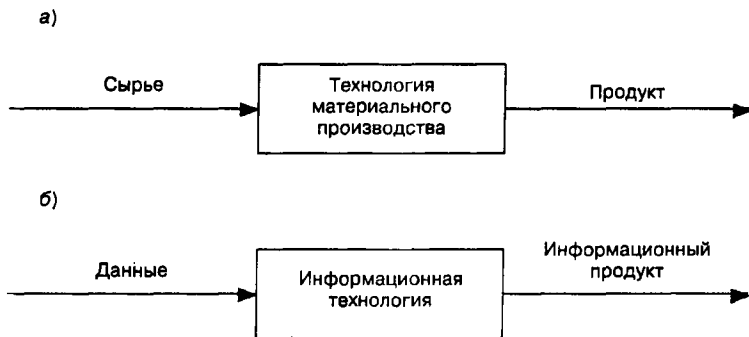 а)
Сырье
Технология
материального
производства
Продукт
б)
Данные
Информационная
технология
Информационный
продукт